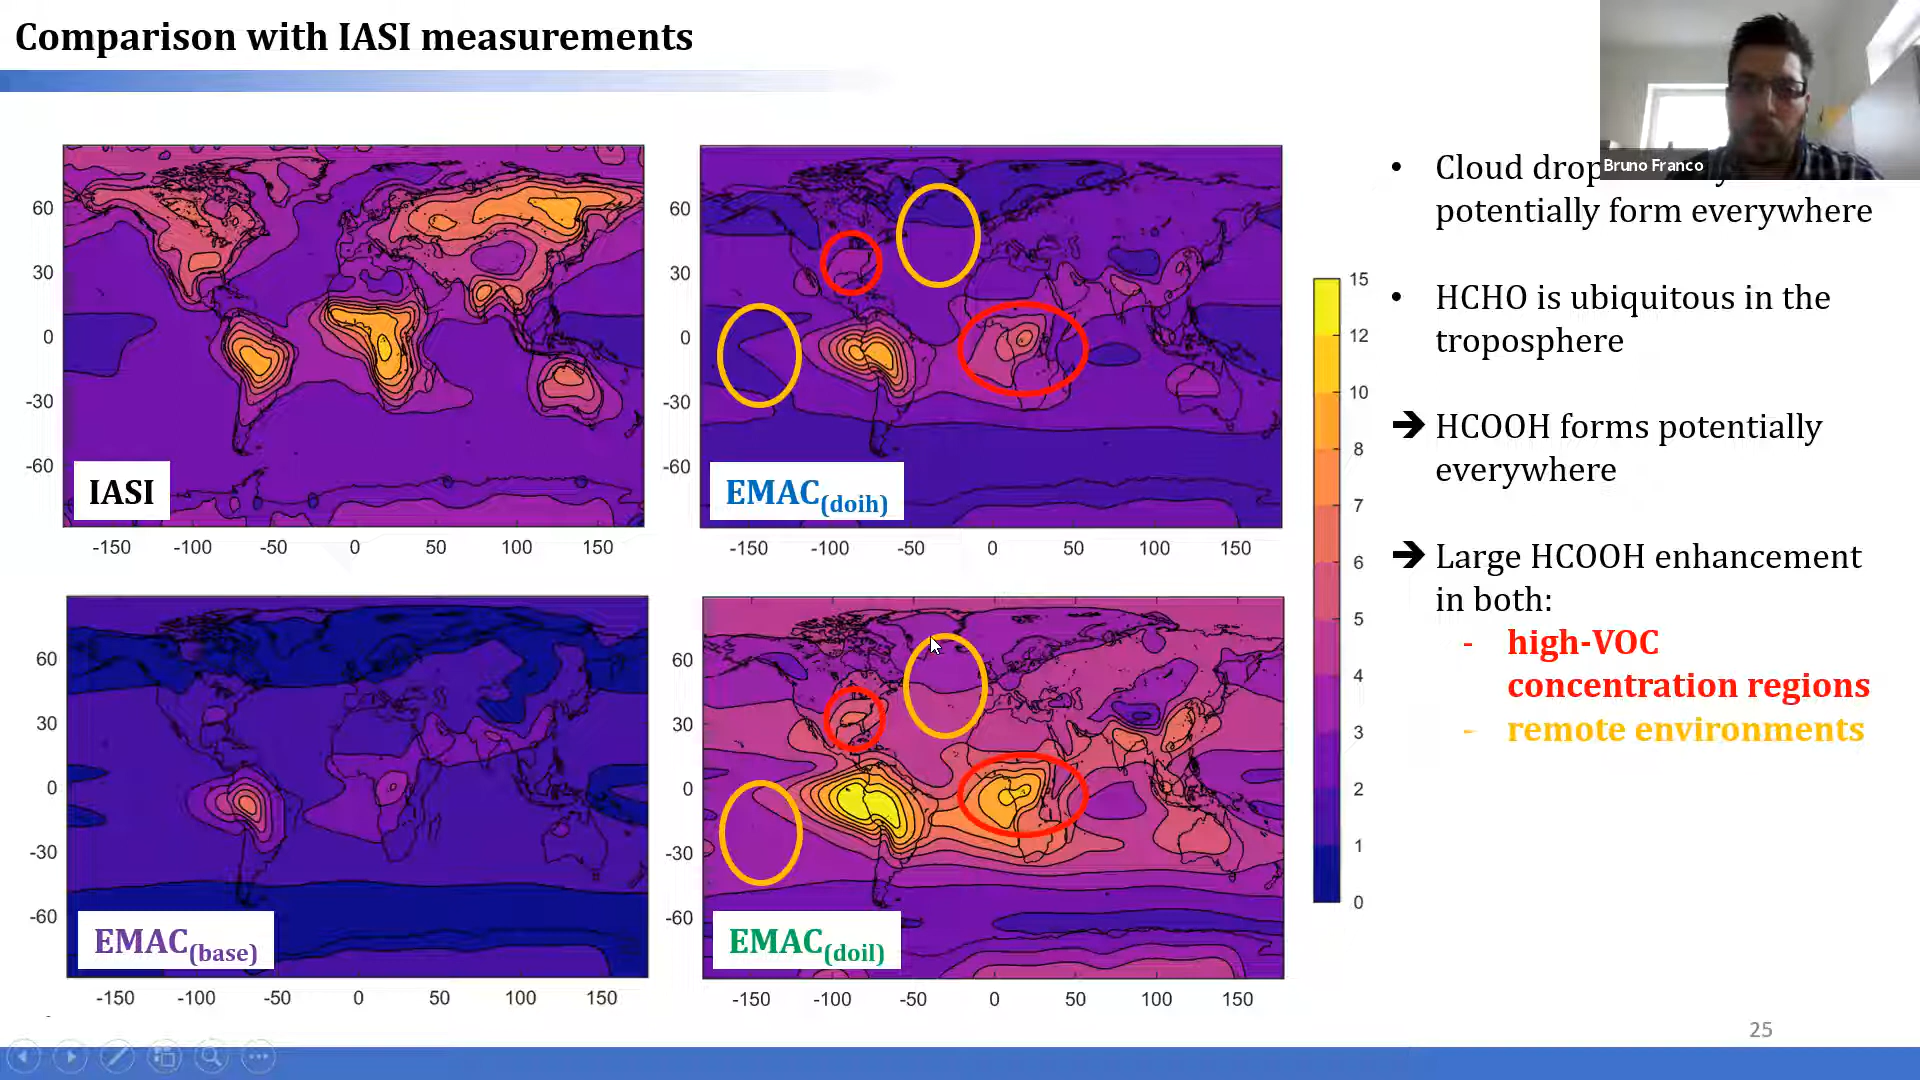 Comparison with IASI measurements
Bruno Franco
• Cloud
potentially form everywhere
• HCHO is ubiquitous in the
troposphere
➔ HCOOH forms potentially
everywhere
➔ Large HCOOH enhancement
in both:
- high-VOC
concentration regions
- remote environments
60
30
0
-30
-60
IASI
-150 -100 -50 0 50 100 150
60
30
0
-30
-60
EMAC(doih)
-150 -100 -50 0 50 100 150
60
30
0
-30
-60
EMAC(base)
-150 -100 -50 0 50 100 150
60
30
0
-30
-60
EMAC(doil)
-150 -100 -50 0 50 100 150
15
12
10
8
7
6
5
4
3
2
1
0
25